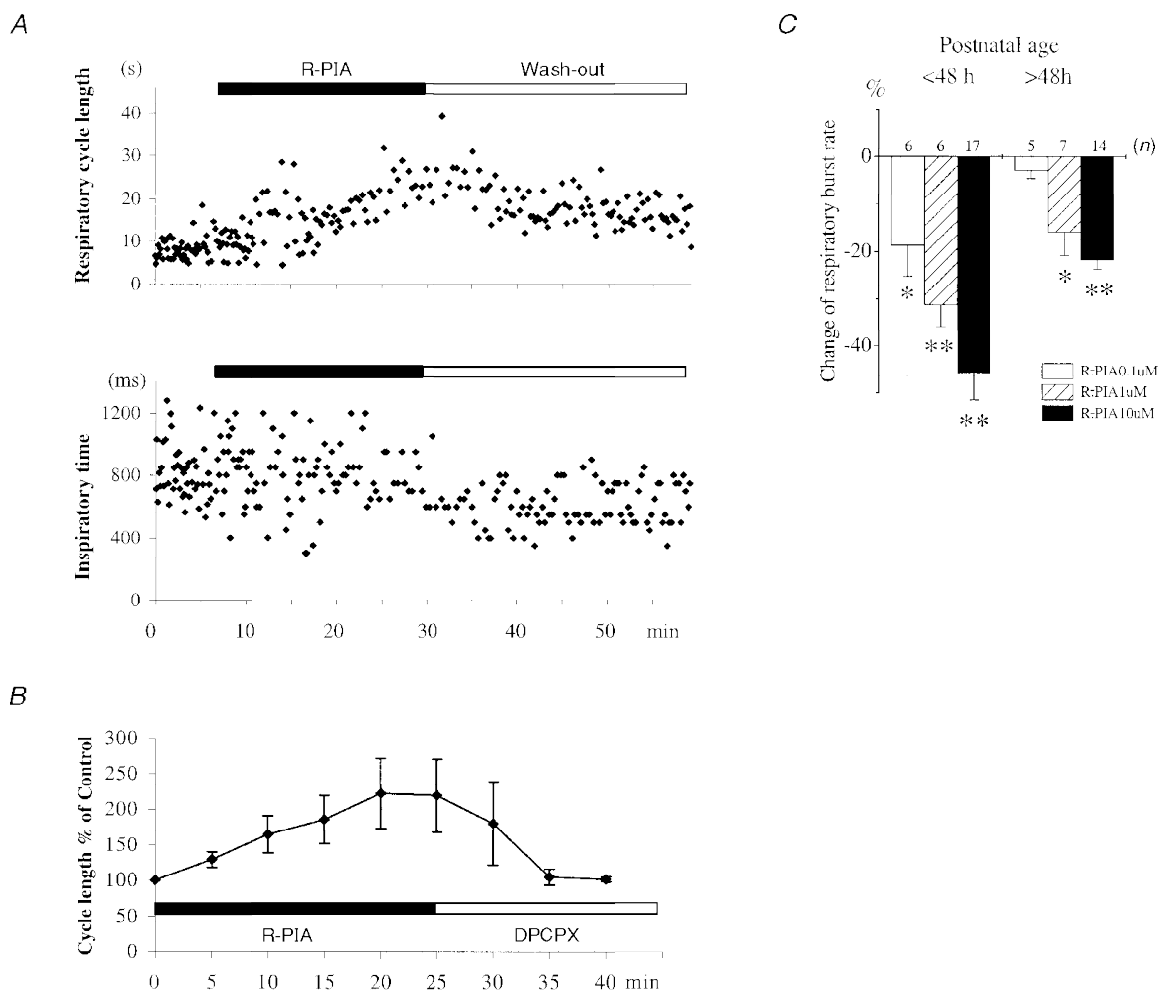 A
(s)
R-PIA
Wash-out
Respiratory cycle length
40
30
20
10
0
(ms)
Inspiratory time
1200
800
400
0
0
10
20
30
40
50
min
B
Cycle length % of Control
300
250
200
150
100
50
0
R-PIA
DPCPX
0
5
10
15
20
25
30
35
40
min
C
Postnatal age
%
<48 h
>48h
Change of respiratory burst rate
0
-20
-40
6
6
17
5
7
14
(n)
*
**
**
*
**
R-PIA0.1uM
R-PIA1uM
R-PIA10uM